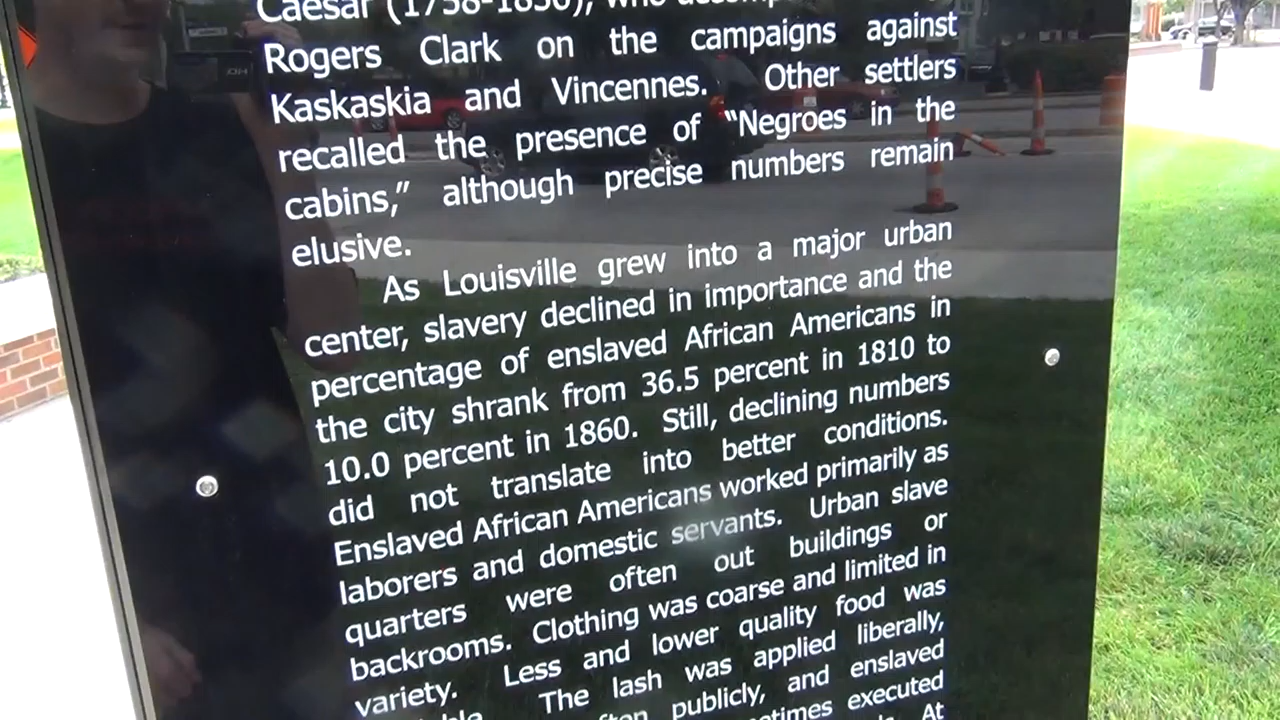 Caesar (1758-1836), who
Rogers Clark on the campaigns against
Kaskaskia and Vincennes. Other settlers
recalled the presence of “Negroes in the
cabins,” although precise numbers remain
elusive.
As Louisville grew into a major urban
center, slavery declined in importance and the
percentage of enslaved African Americans in
the city shrank from 36.5 percent in 1810 to
10.0 percent in 1860. Still, declining numbers
did not translate into better conditions.
Enslaved African Americans worked primarily as
laborers and domestic servants. Urban slave
quarters were often out buildings or
backrooms. Clothing was coarse and limited in
variety. Less and lower quality food was
The lash was applied liberally,
publicly, and enslaved
executed
At